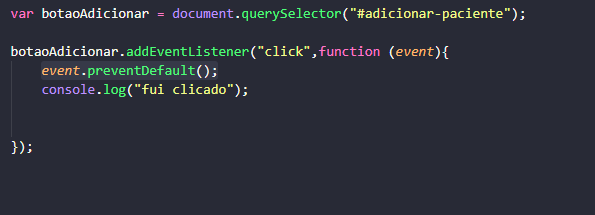 var botaoAdicionar = document.querySelector("#adicionar-paciente");
botaoAdicionar.addEventListener("click",function (event){
event.preventDefault();
console.log("fui clicado");
});